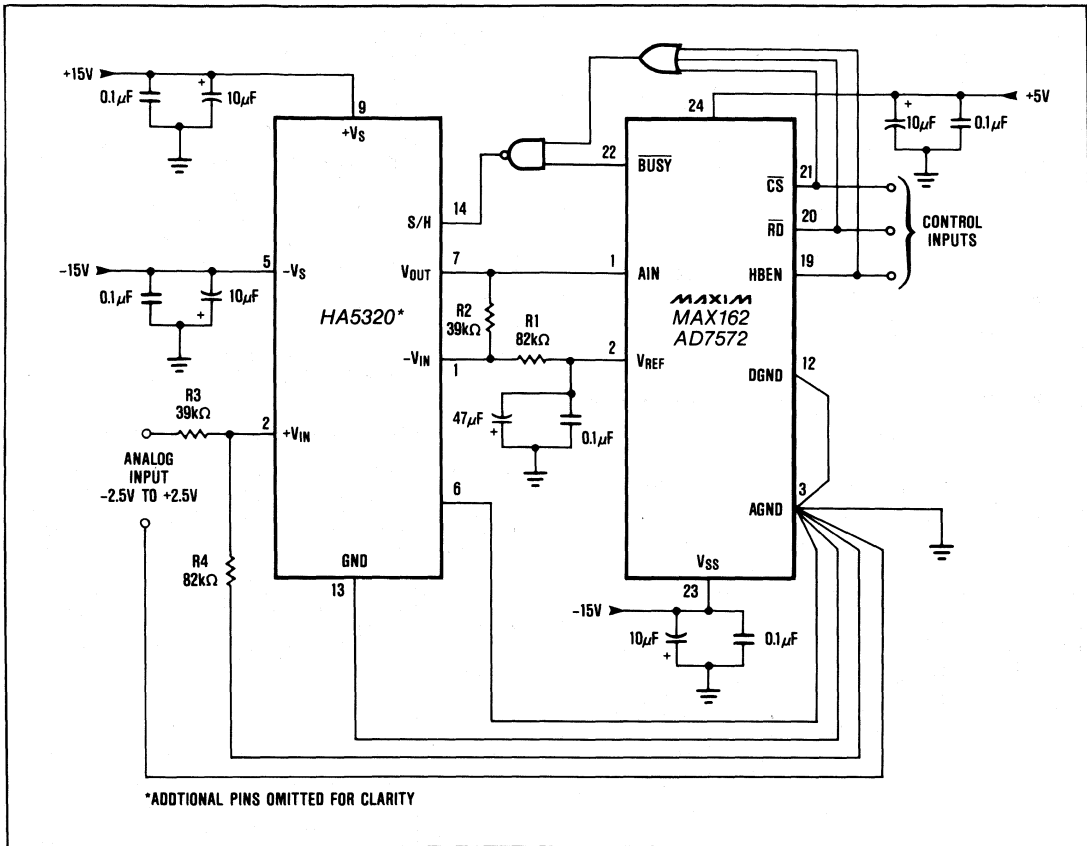 +15V
0.1µF
+
10µF
9
+VS
24
+5V
+
10µF
0.1µF
22
BUSY
CS
21
RD
20
HBEN
19
CONTROL
INPUTS
14
S/H
7
VOUT
1
AIN
-15V
5
-VS
0.1µF
10µF
+
HA5320*
R2
39kΩ
R1
82kΩ
MAXIM
MAX162
AD7572
-VIN
1
2
VREF
DGND
12
R3
39kΩ
2
+VIN
47µF
+
0.1µF
ANALOG
INPUT
-2.5V TO +2.5V
6
AGND
3
R4
82kΩ
GND
13
VSS
23
-15V
10µF
+
0.1µF
*ADDTIONAL PINS OMITTED FOR CLARITY